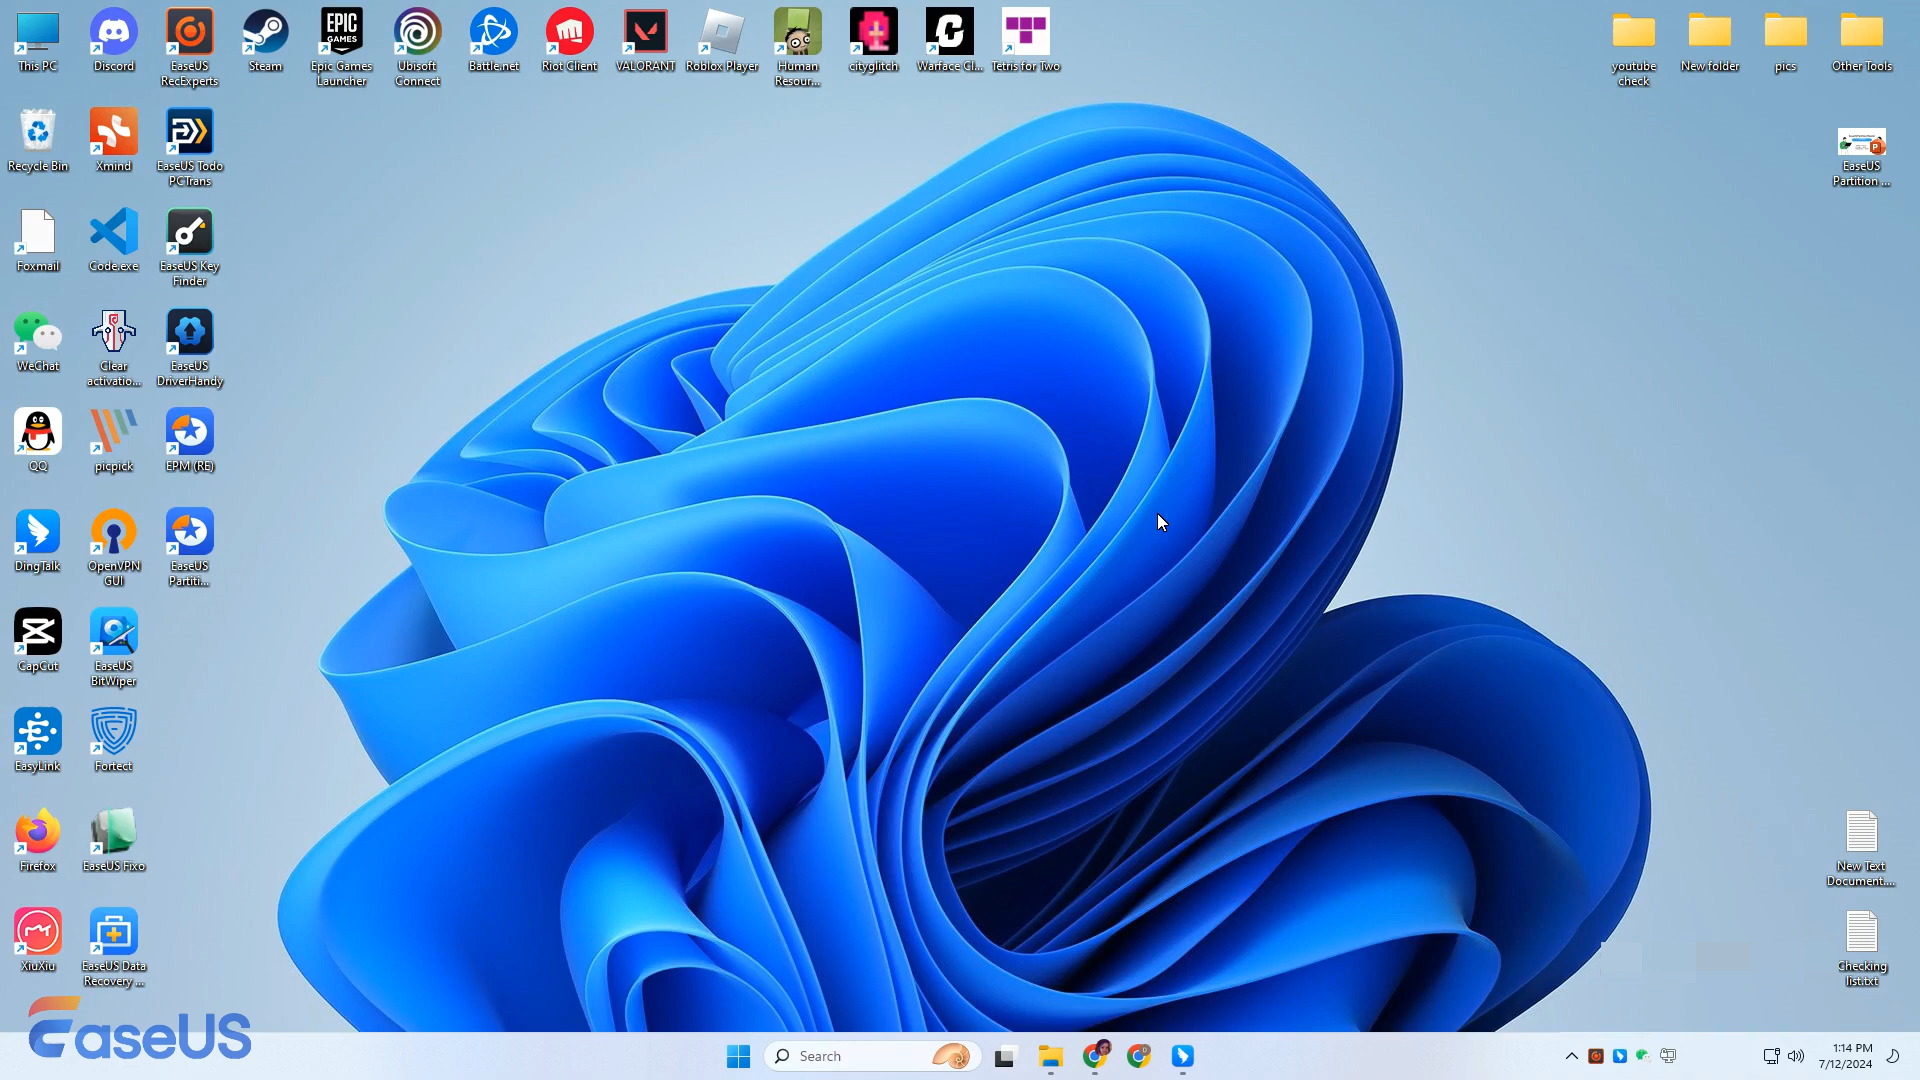 This PC
Discord
EaseUS
RecExperts
Steam
EPIC
GAMES
Epic Games
Launcher
Ubisoft
Connect
Battle.net
Riot Client
VALORANT
Roblox Player
Human
Resour...
cityglitch
Warface Cl...
Tetris for Two
youtube
check
New folder
pics
Other Tools
Recycle Bin
Xmind
EaseUS Todo
PCTrans
EaseUS
Partition ...
Foxmail
Code.exe
EaseUS Key
Finder
WeChat
Clear
activatio...
EaseUS
DriverHandy
QQ
picpick
EPM (RE)
DingTalk
OpenVPN
GUI
EaseUS
Partiti...
CapCut
EaseUS
BitWiper
EasyLink
Fortect
Firefox
EaseUS Fixo
New Text
Document....
XiuXiu
EaseUS Data
Recovery ...
Checking
list.txt
EaseUS
Search
1:14 PM
7/12/2024